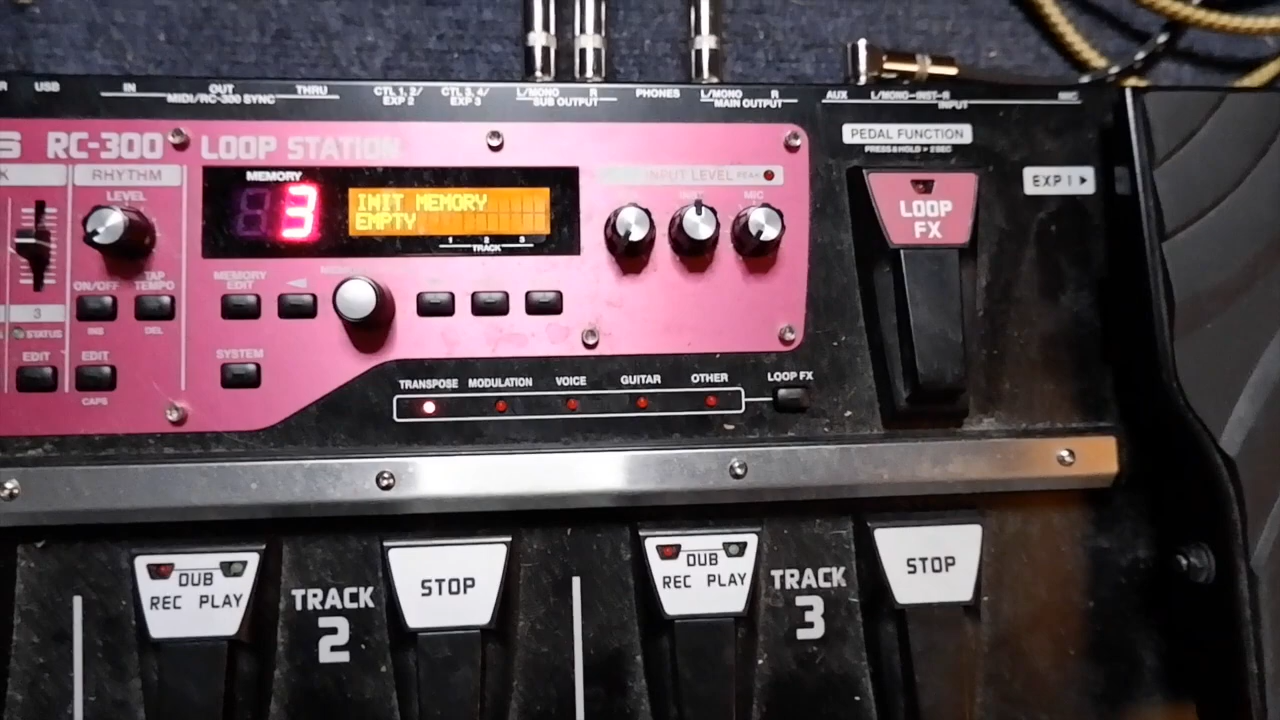 USB
IN
OUT
THRU
MIDI/RC-300 SYNC
CTL 1, 2/
EXP 2
CTL 3, 4/
EXP 3
L/MONO
R
SUB OUTPUT
PHONES
L/MONO
R
MAIN OUTPUT
AUX
L/MONO-INST-R
INPUT
MIC
PEDAL FUNCTION
PRESS & HOLD > 2 SEC
EXP 1
S RC-300 LOOP STATION
K
RHYTHM
LEVEL
MEMORY
3
INIT MEMORY
EMPTY
1 2 3
TRACK
INPUT LEVEL
PEAK
INST
MIC
LOOP
FX
ON/OFF
TAP
TEMPO
INS
DEL
MEMORY
EDIT
3
STATUS
EDIT
EDIT
CAPS
SYSTEM
TRANSPOSE
MODULATION
VOICE
GUITAR
OTHER
LOOP FX
DUB
REC PLAY
TRACK
2
STOP
DUB
REC PLAY
TRACK
3
STOP